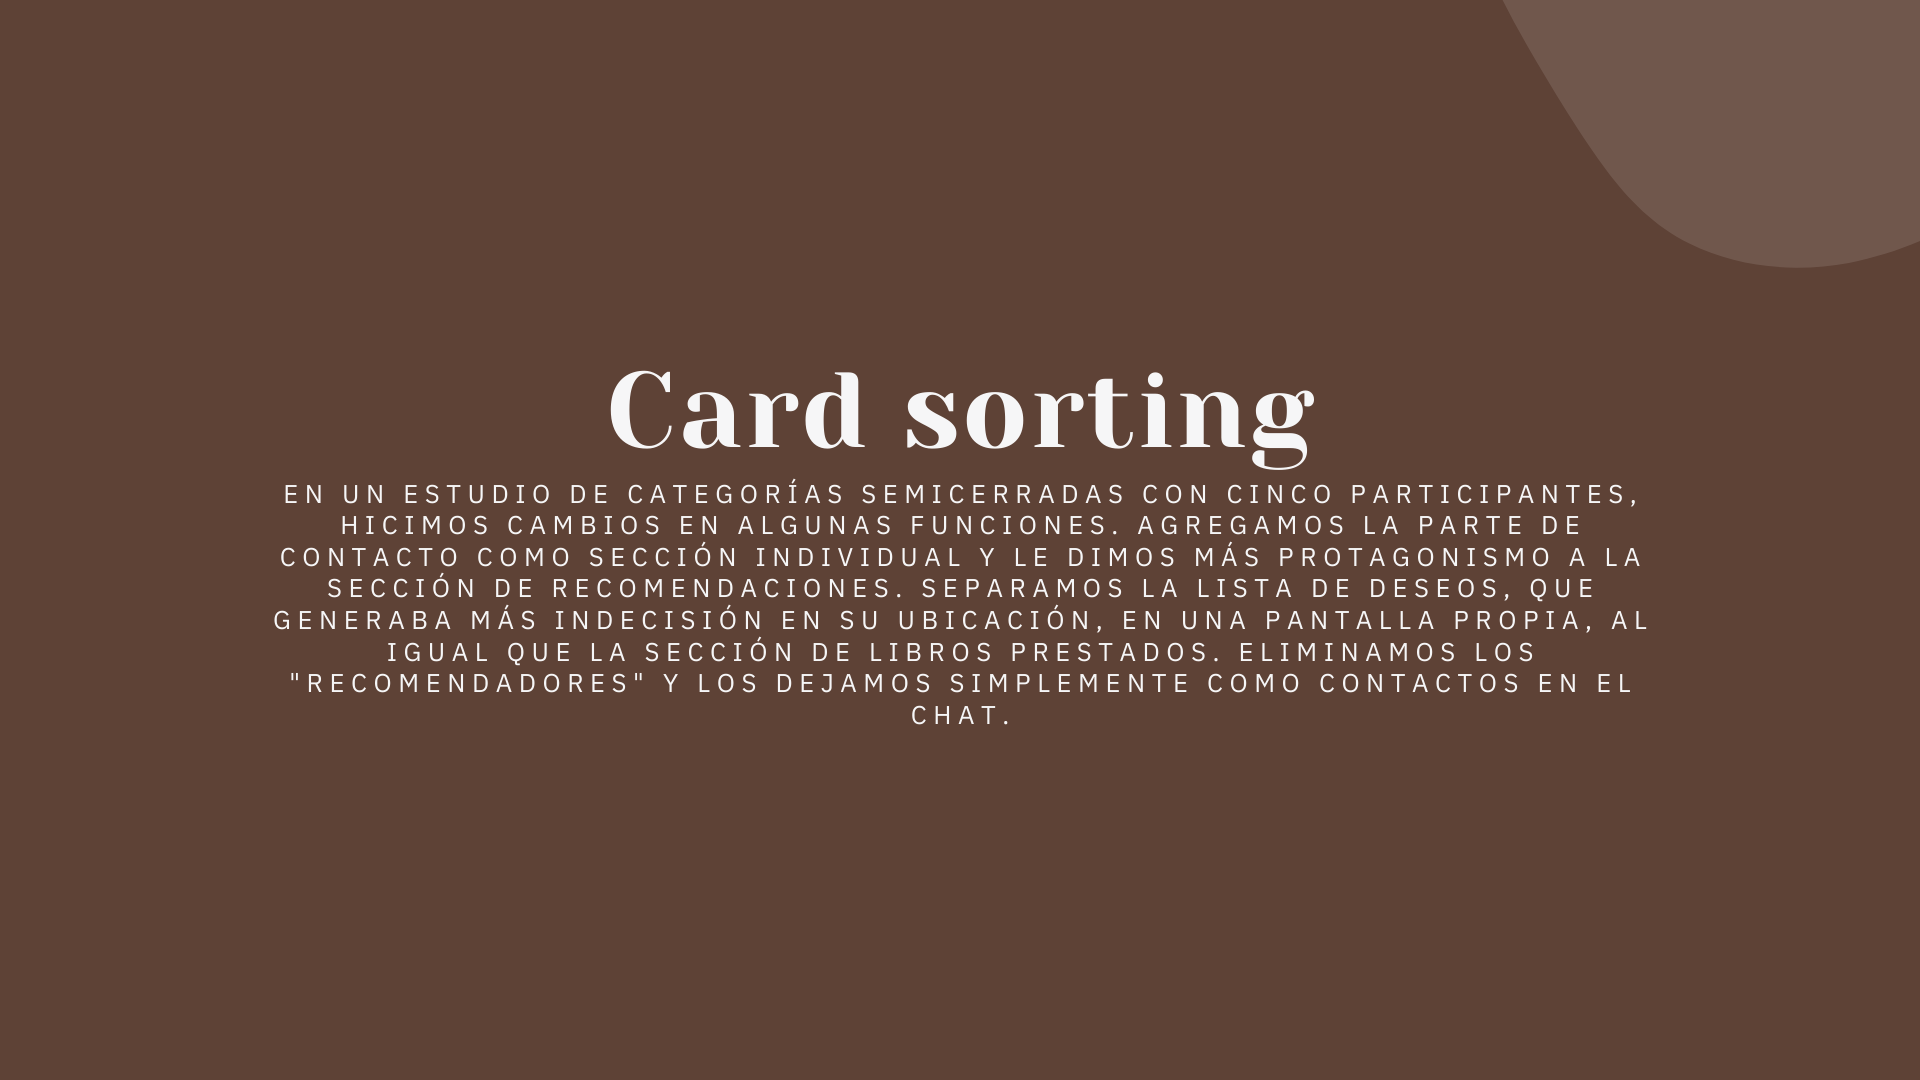 Card sorting
EN UN ESTUDIO DE CATEGORÍAS SEMICERRADAS CON CINCO PARTICIPANTES,
HICIMOS CAMBIOS EN ALGUNAS FUNCIONES. AGREGAMOS LA PARTE DE
CONTACTO COMO SECCIÓN INDIVIDUAL Y LE DIMOS MÁS PROTAGONISMO A LA
SECCIÓN DE RECOMENDACIONES. SEPARAMOS LA LISTA DE DESEOS, QUE
GENERABA MÁS INDECISIÓN EN SU UBICACIÓN, EN UNA PANTALLA PROPIA, AL
IGUAL QUE LA SECCIÓN DE LIBROS PRESTADOS. ELIMINAMOS LOS
"RECOMENDADORES" Y LOS DEJAMOS SIMPLEMENTE COMO CONTACTOS EN EL
CHAT.